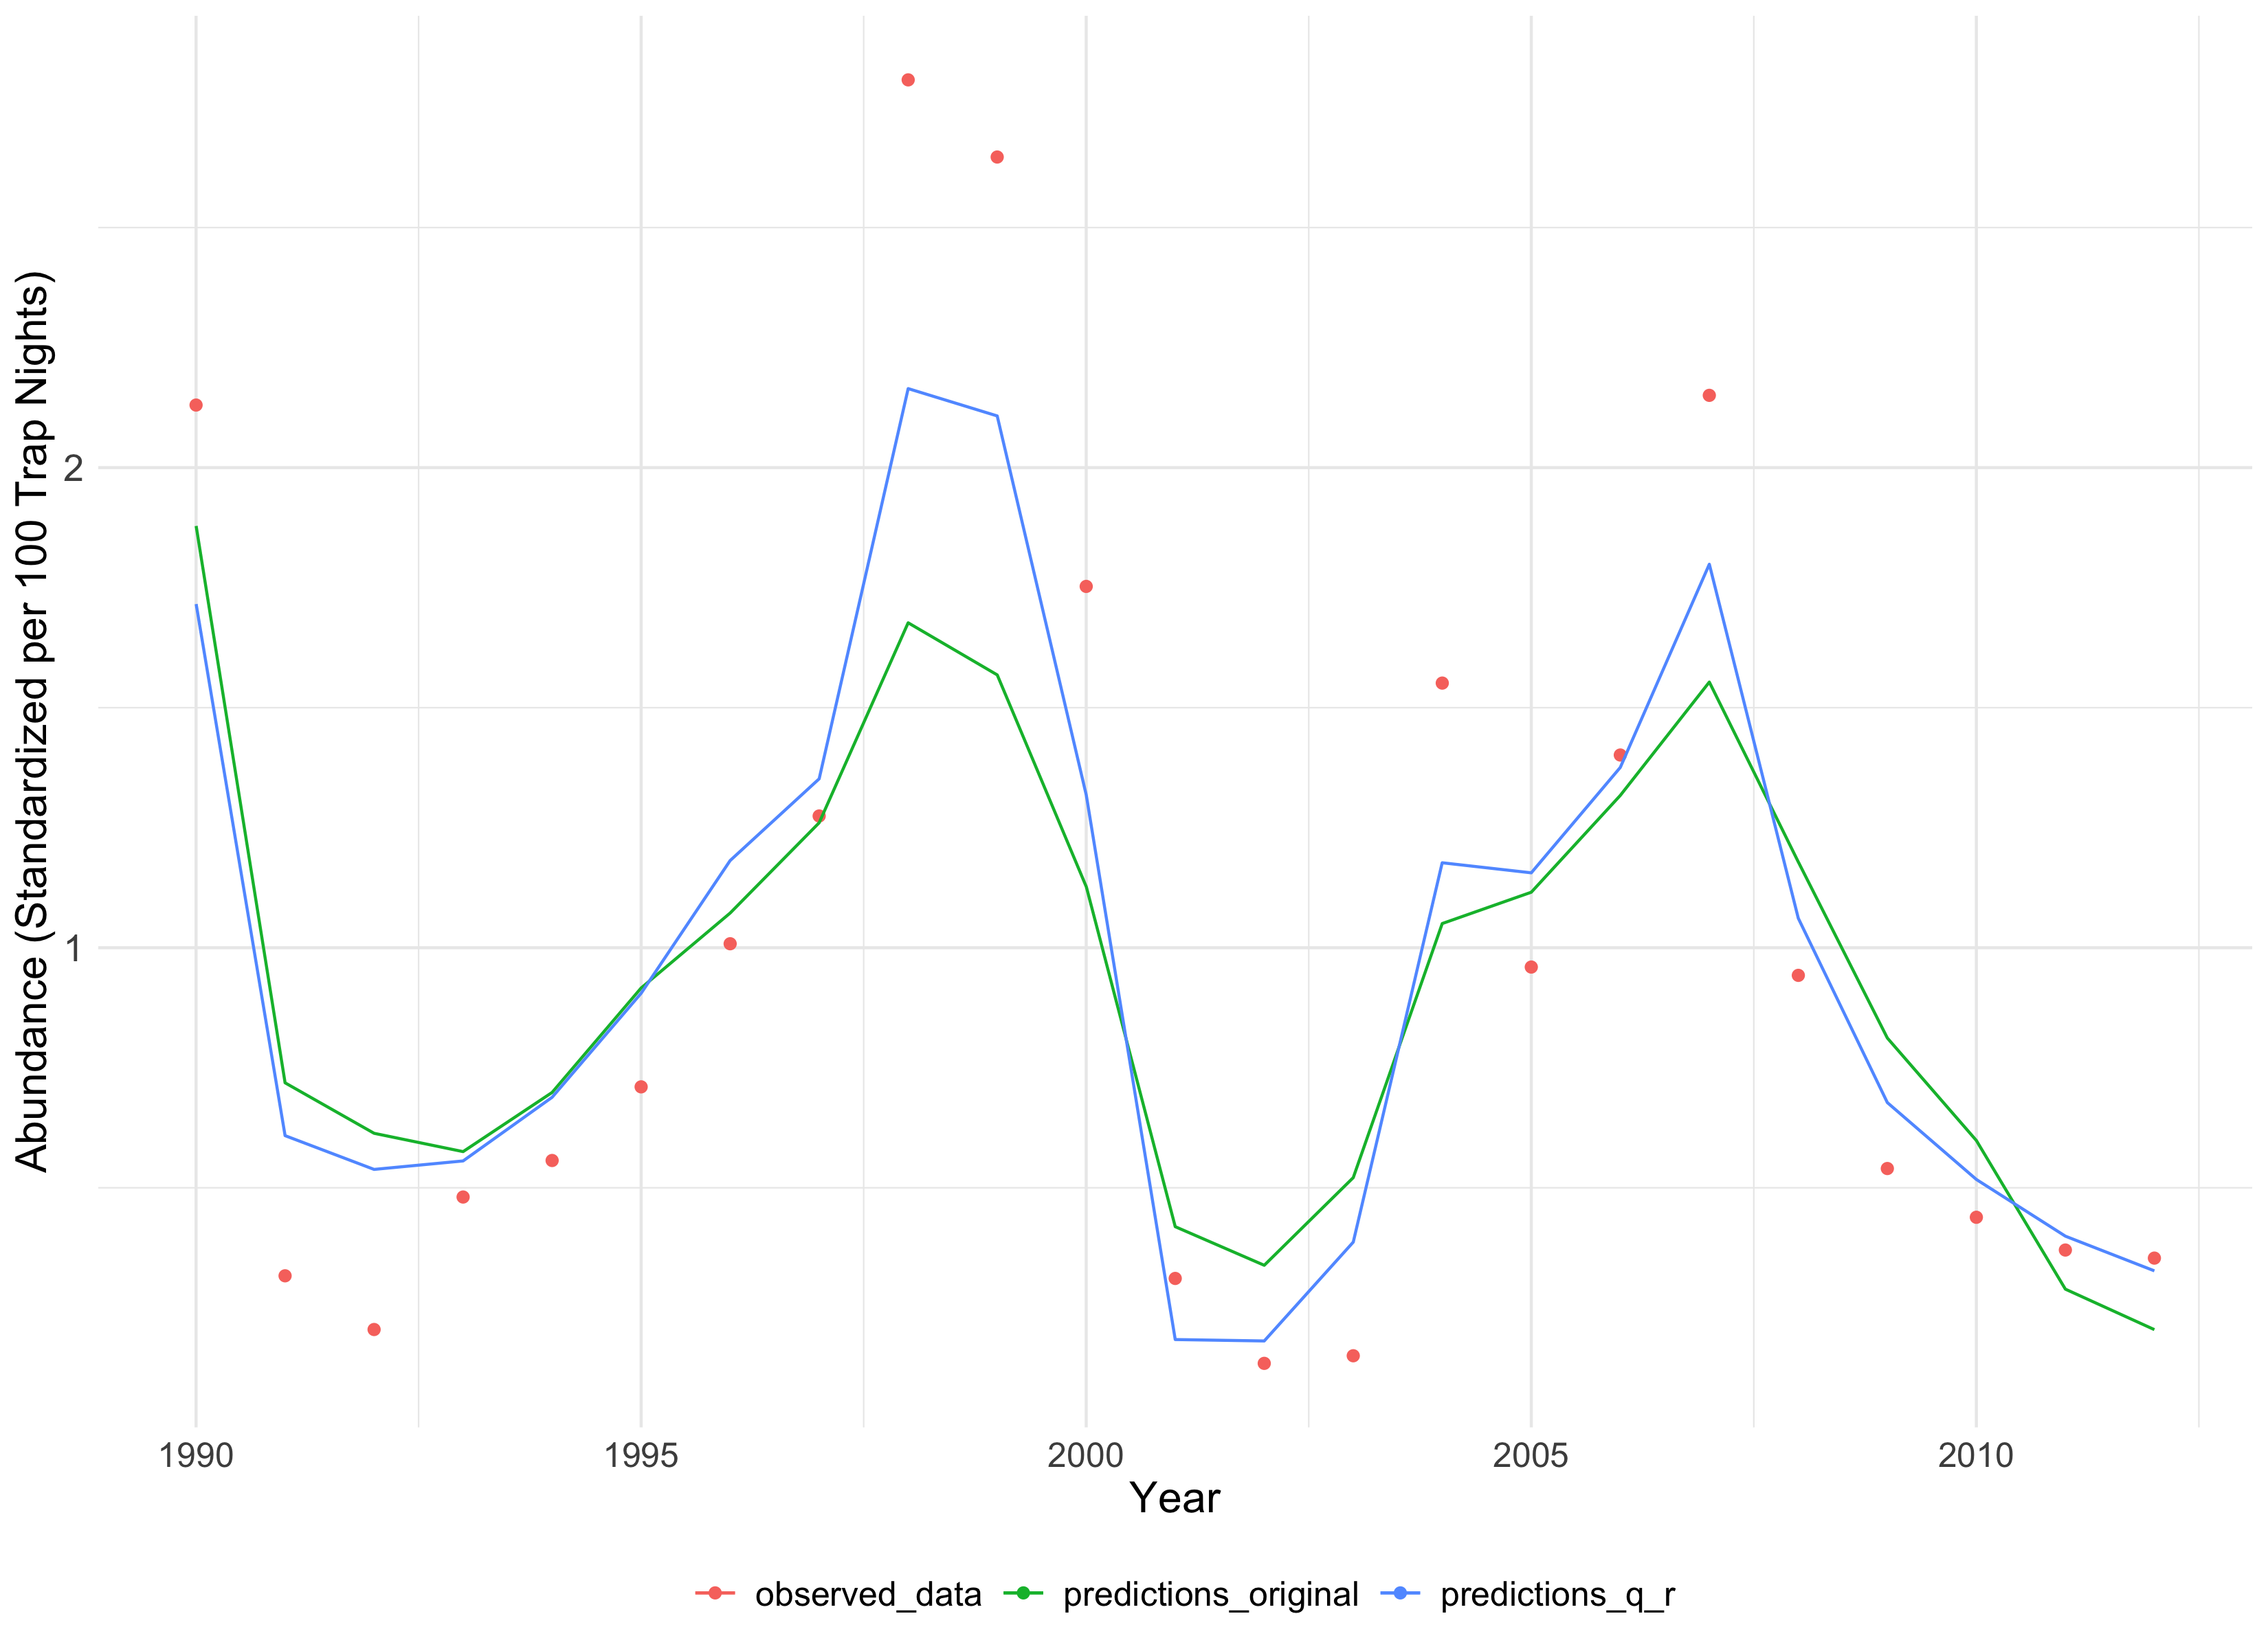 Abundance (Standardized per 100 Trap Nights)
2
1
1990 1995 2000 2005 2010
Year
observed_data predictions_original predictions_q_r